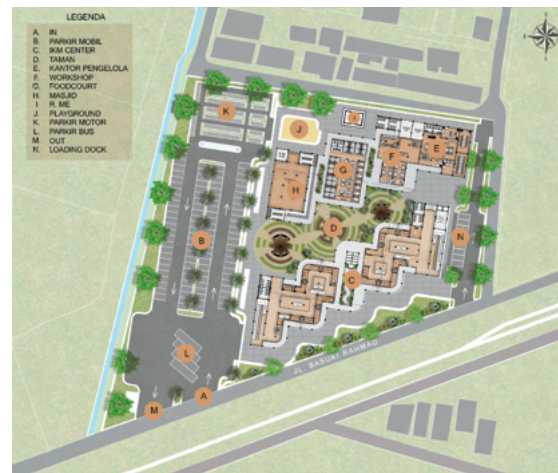 LEGENDA
A. IN
B. PARKIR MOBIL
C. IKM CENTER
D. TAMAN
E. KANTOR PENGELOLA
F. WORKSHOP
G. FOODCOURT
H. MASJID
I R. ME
J. PLAYGROUND
K. PARKIR MOTOR
L. PARKIR BUS
M. OUT
N. LOADING DOCK
K
J
I
E
F
G
H
B
D
N
C
L
JL. BASUKI RAHMAD
A
M